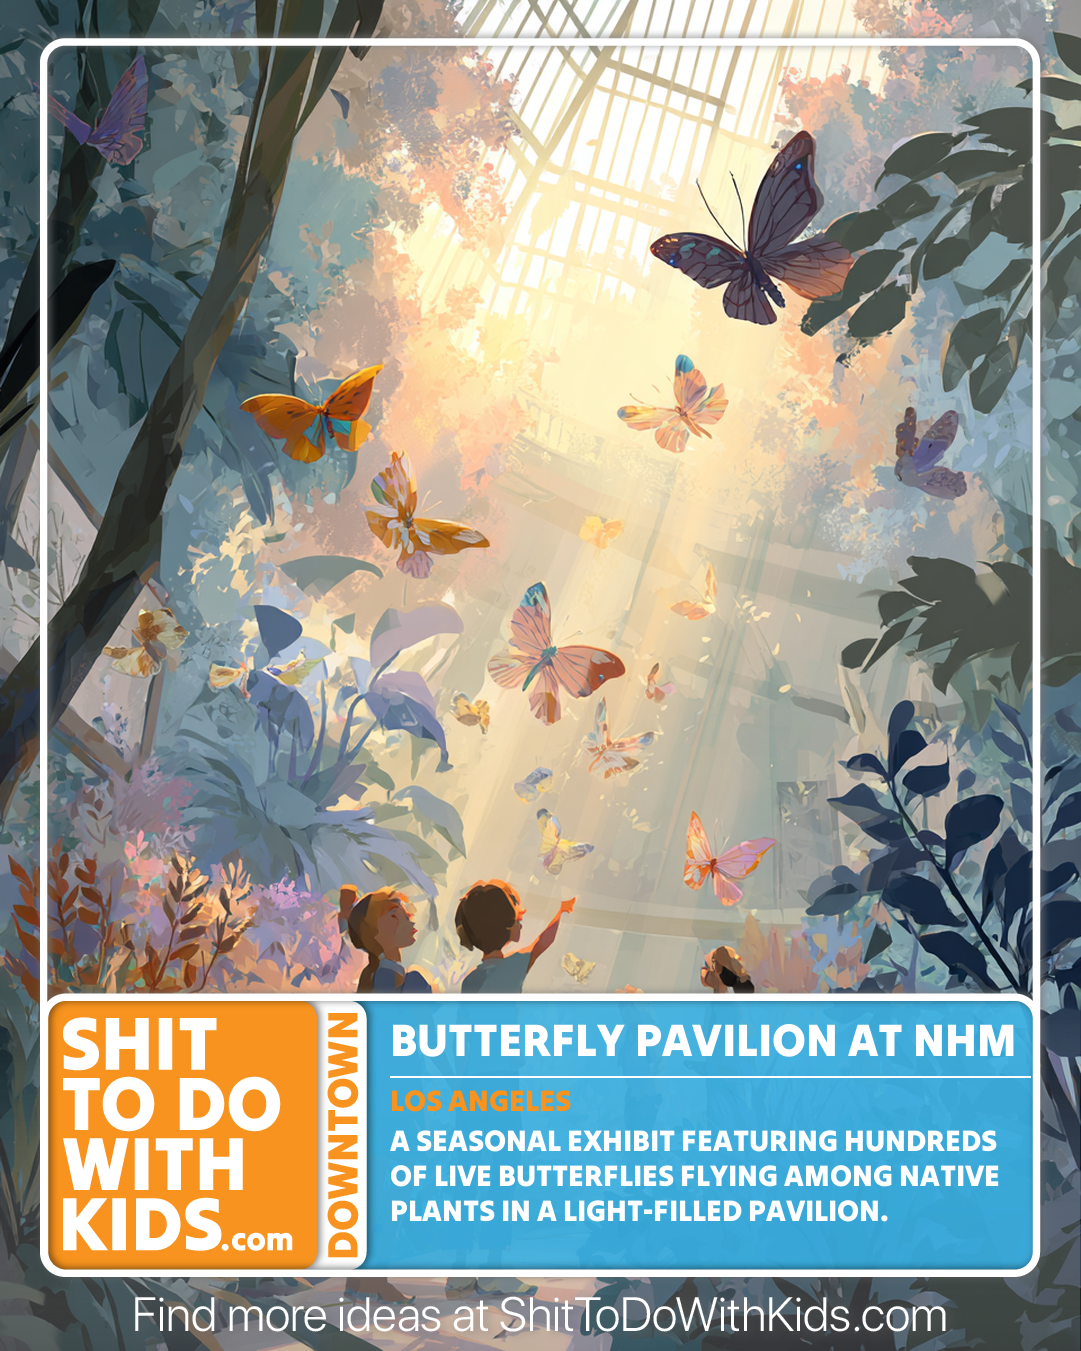 SHIT
TO DO
WITH
KIDS.com
DOWNTOWN
BUTTERFLY PAVILION AT NHM
LOS ANGELES
A SEASONAL EXHIBIT FEATURING HUNDREDS
OF LIVE BUTTERFLIES FLYING AMONG NATIVE
PLANTS IN A LIGHT-FILLED PAVILION.
Find more ideas at ShitToDoWithKids.com